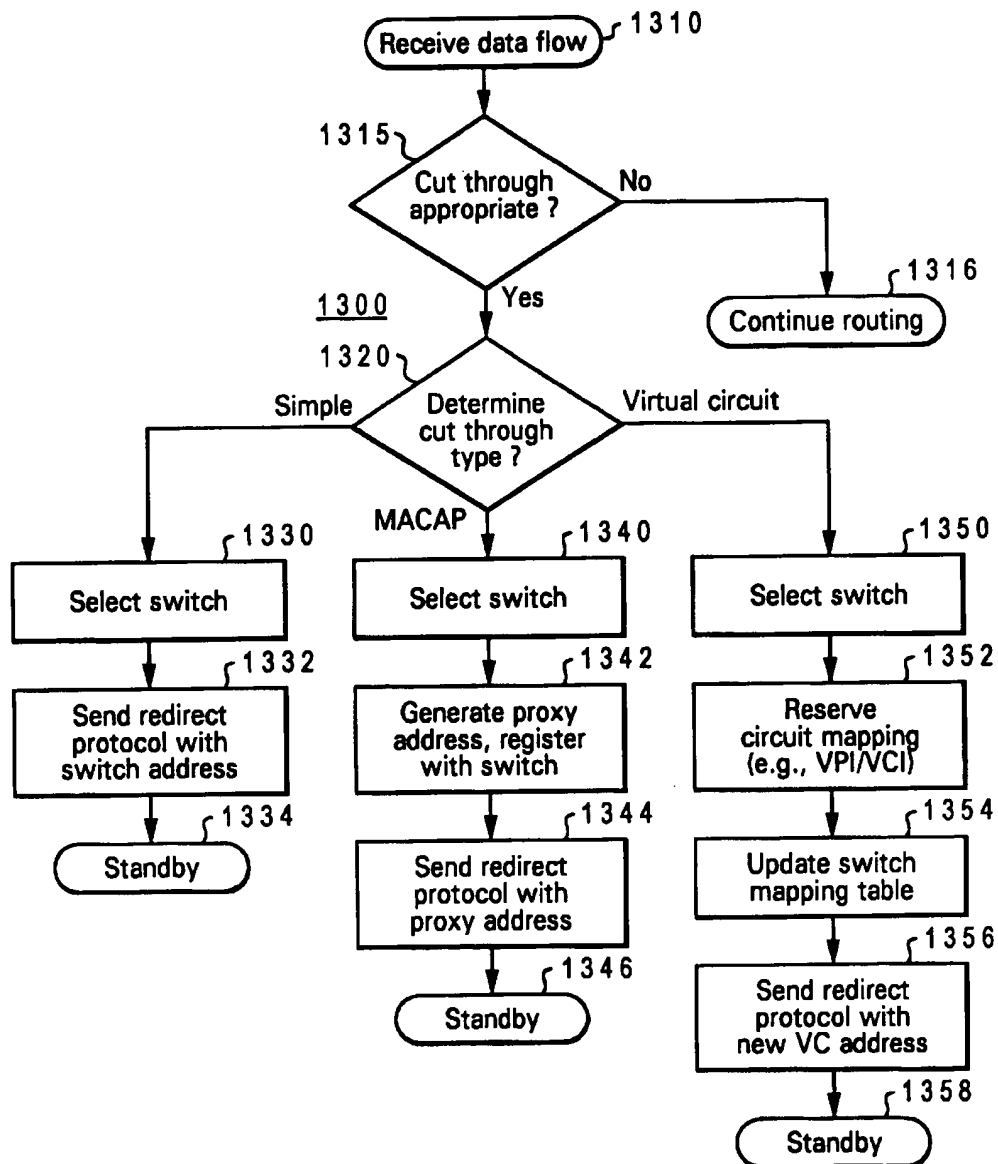 1310
Receive data flow
1315
Cut through
appropriate ?
No
1316
Continue routing
Yes
1300
1320
Determine
cut through
type ?
Simple
Virtual circuit
MACAP
1330
Select switch
1332
Send redirect
protocol with
switch address
1334
Standby
1340
Select switch
1342
Generate proxy
address, register
with switch
1344
Send redirect
protocol with
proxy address
1346
Standby
1350
Select switch
1352
Reserve
circuit mapping
(e.g., VPI/VCI)
1354
Update switch
mapping table
1356
Send redirect
protocol with
new VC address
1358
Standby